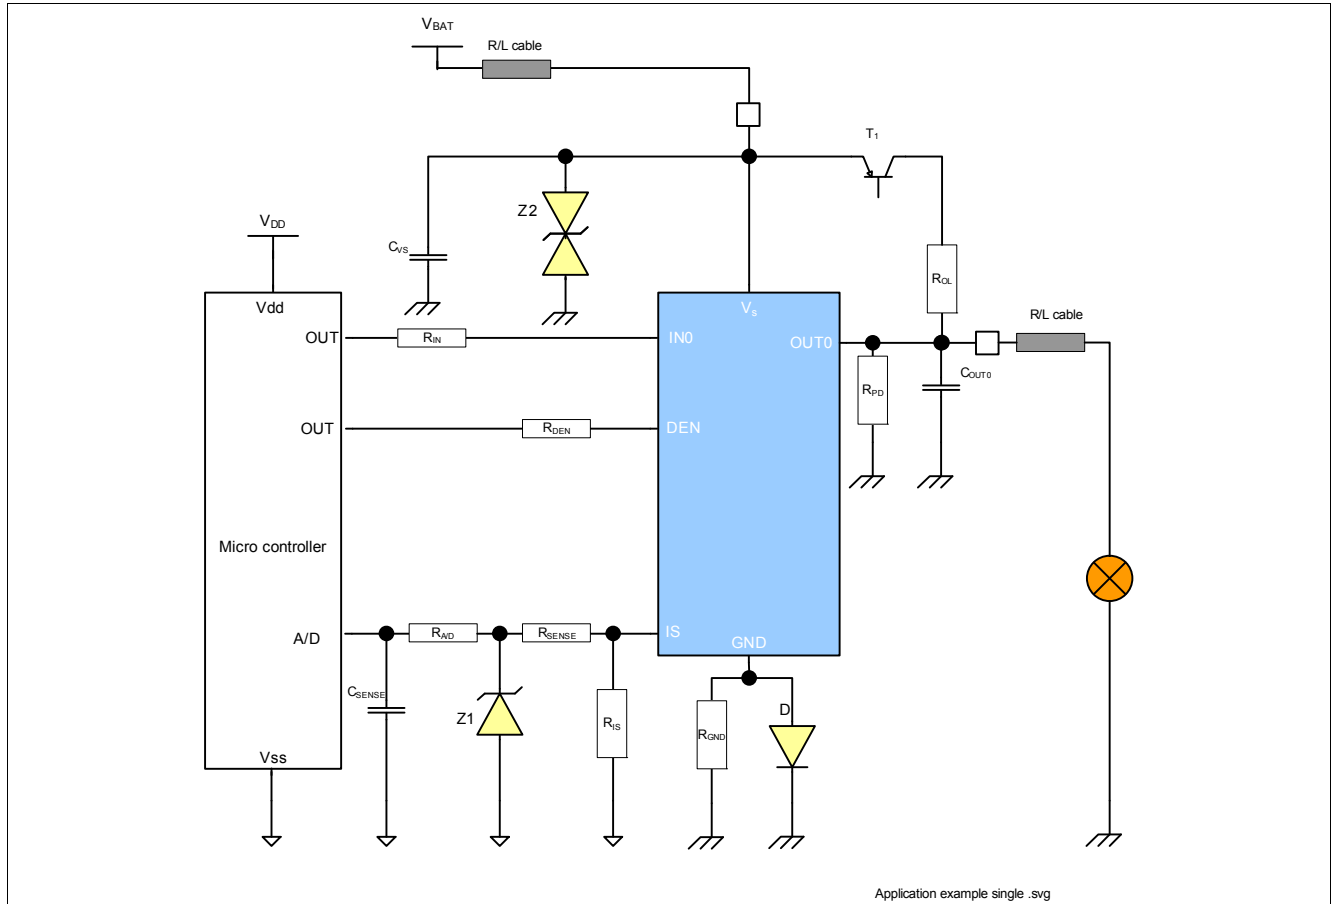 VBAT
R/L cable
T1
Z2
VDD
CVS
ROL
Vdd
Vs
R/L cable
OUT
RIN
IN0
OUT0
COUT0
RPD
OUT
RDEN
DEN
Micro controller
A/D
RA/D
RSENSE
IS
GND
CSENSE
Z1
RIS
D
RGND
Vss
Application example single .svg